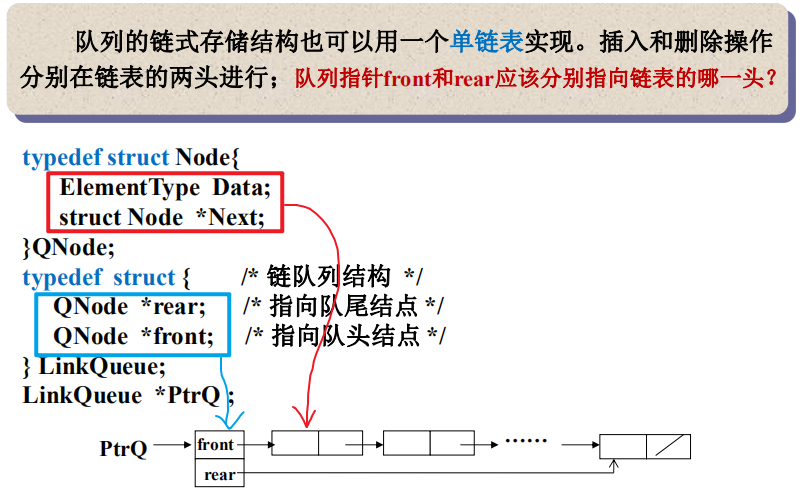 队列的链式存储结构也可以用一个单链表实现。插入和删除操作
分别在链表的两头进行；队列指针front和rear应该分别指向链表的哪一头？
typedef struct Node{
ElementType Data;
struct Node *Next;
}QNode;
typedef struct { /* 链队列结构 */
QNode *rear; /* 指向队尾结点 */
QNode *front; /* 指向队头结点 */
} LinkQueue;
LinkQueue *PtrQ ;
PtrQ front ······
rear